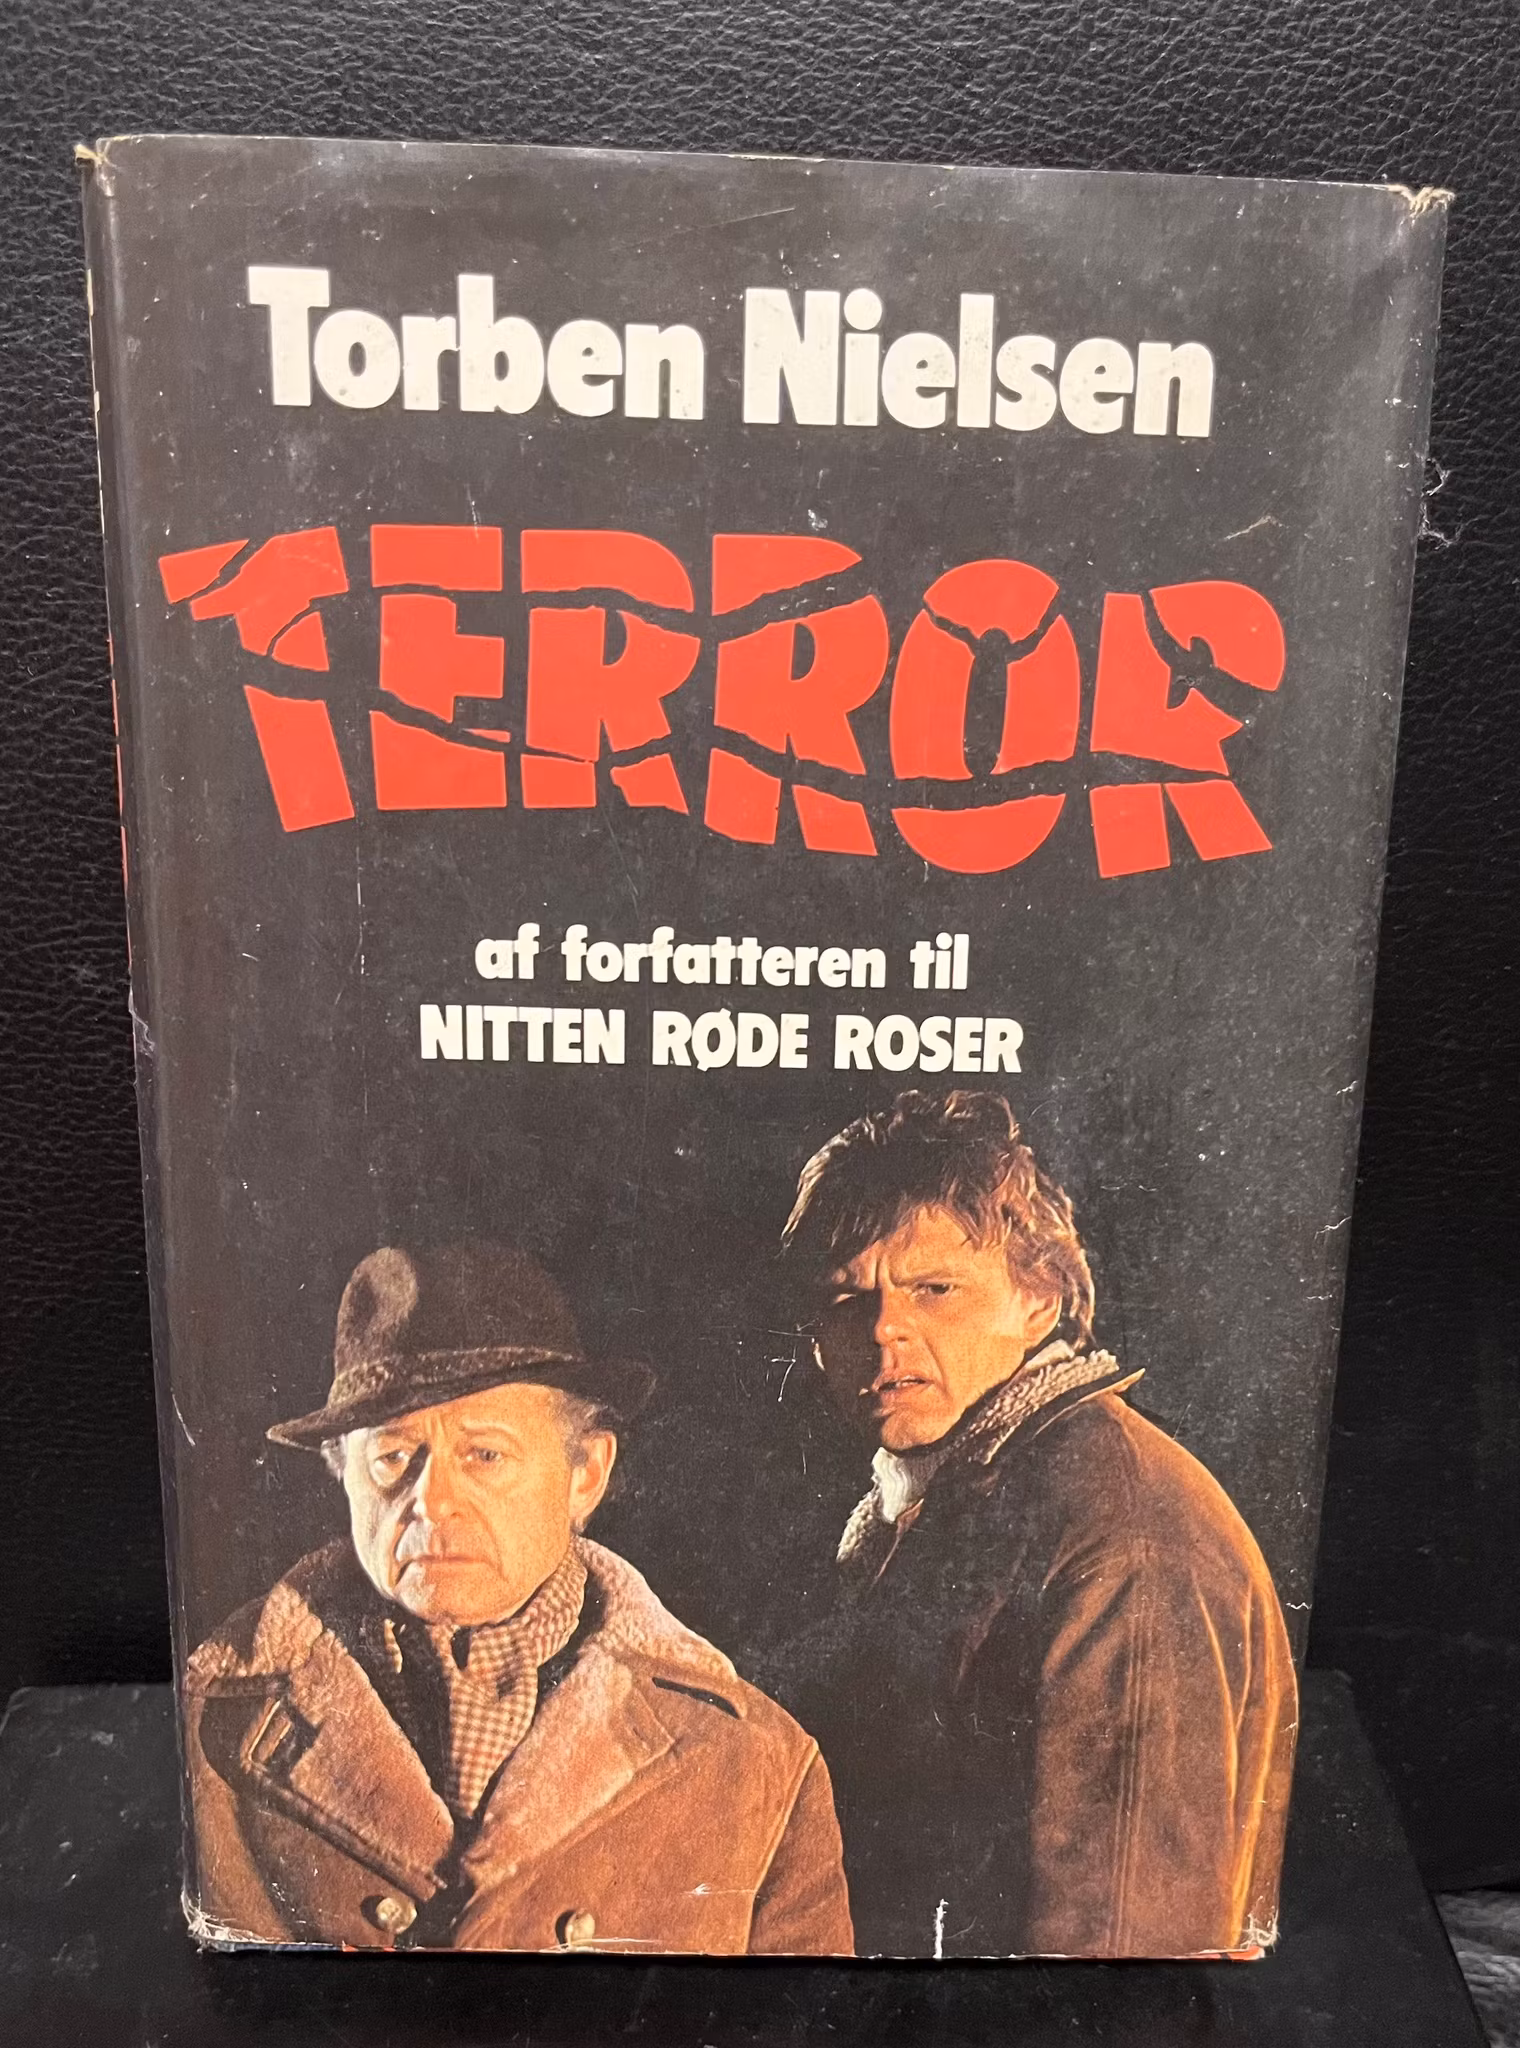 Torben Nielsen
TERROR
af forfatteren til
NITTEN RØDE ROSER